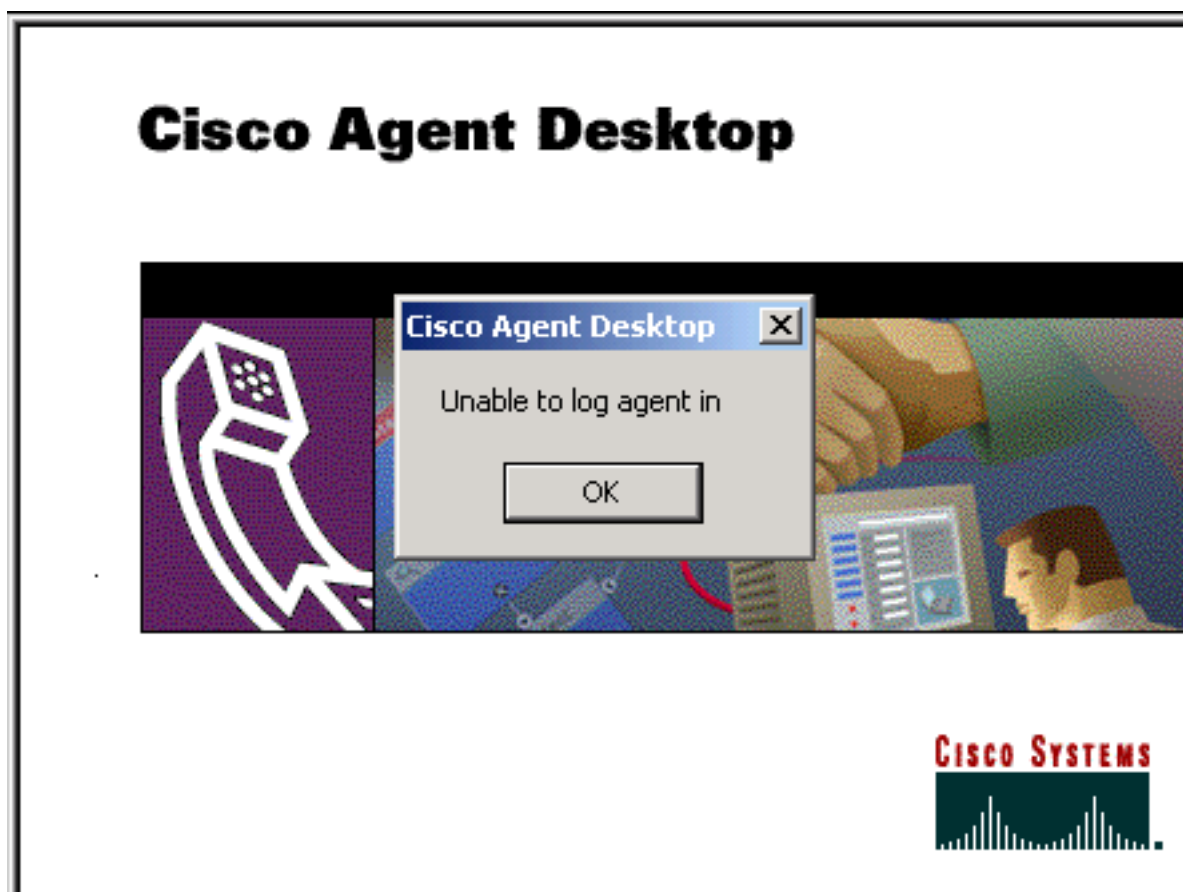 Cisco Agent Desktop
Cisco Agent Desktop
Unable to log agent in
OK
CISCO SYSTEMS